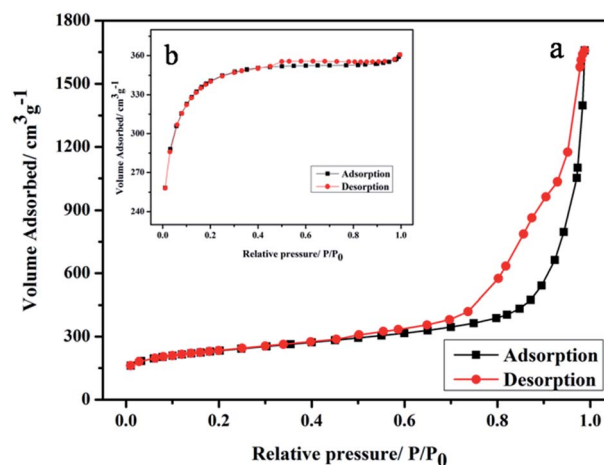 1800
1500
1200
900
600
300
0
Volume Adsorbed/ cm³g⁻¹
0.0 0.2 0.4 0.6 0.8 1.0
Relative pressure/ P/P₀
a
Adsorption
Desorption
b
360
330
300
270
240
Volume Adsorbed/ cm³g⁻¹
0.0 0.2 0.4 0.6 0.8 1.0
Relative pressure/ P/P₀
Adsorption
Desorption